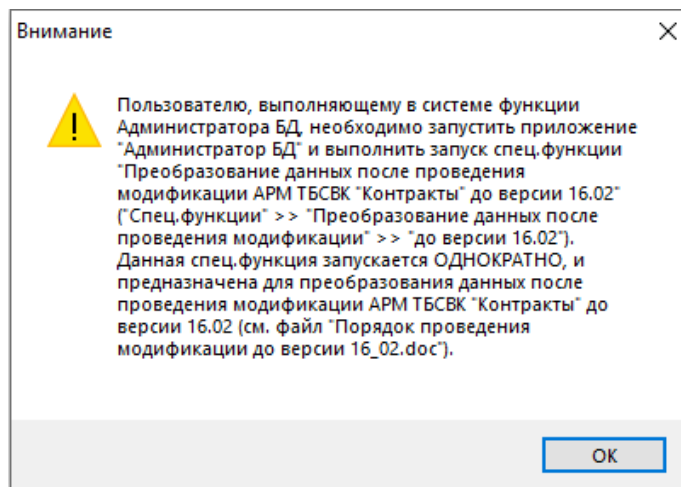 Внимание
Пользователю, выполняющему в системе функции
Администратора БД, необходимо запустить приложение
"Администратор БД" и выполнить запуск спец.функции
"Преобразование данных после проведения
модификации АРМ ТБСВК "Контракты" до версии 16.02"
("Спец.функции" >> "Преобразование данных после
проведения модификации" >> "до версии 16.02").
Данная спец.функция запускается ОДНОКРАТНО, и
предназначена для преобразования данных после
проведения модификации АРМ ТБСВК "Контракты" до
версии 16.02 (см. файл "Порядок проведения
модификации до версии 16_02.doc").
ОК